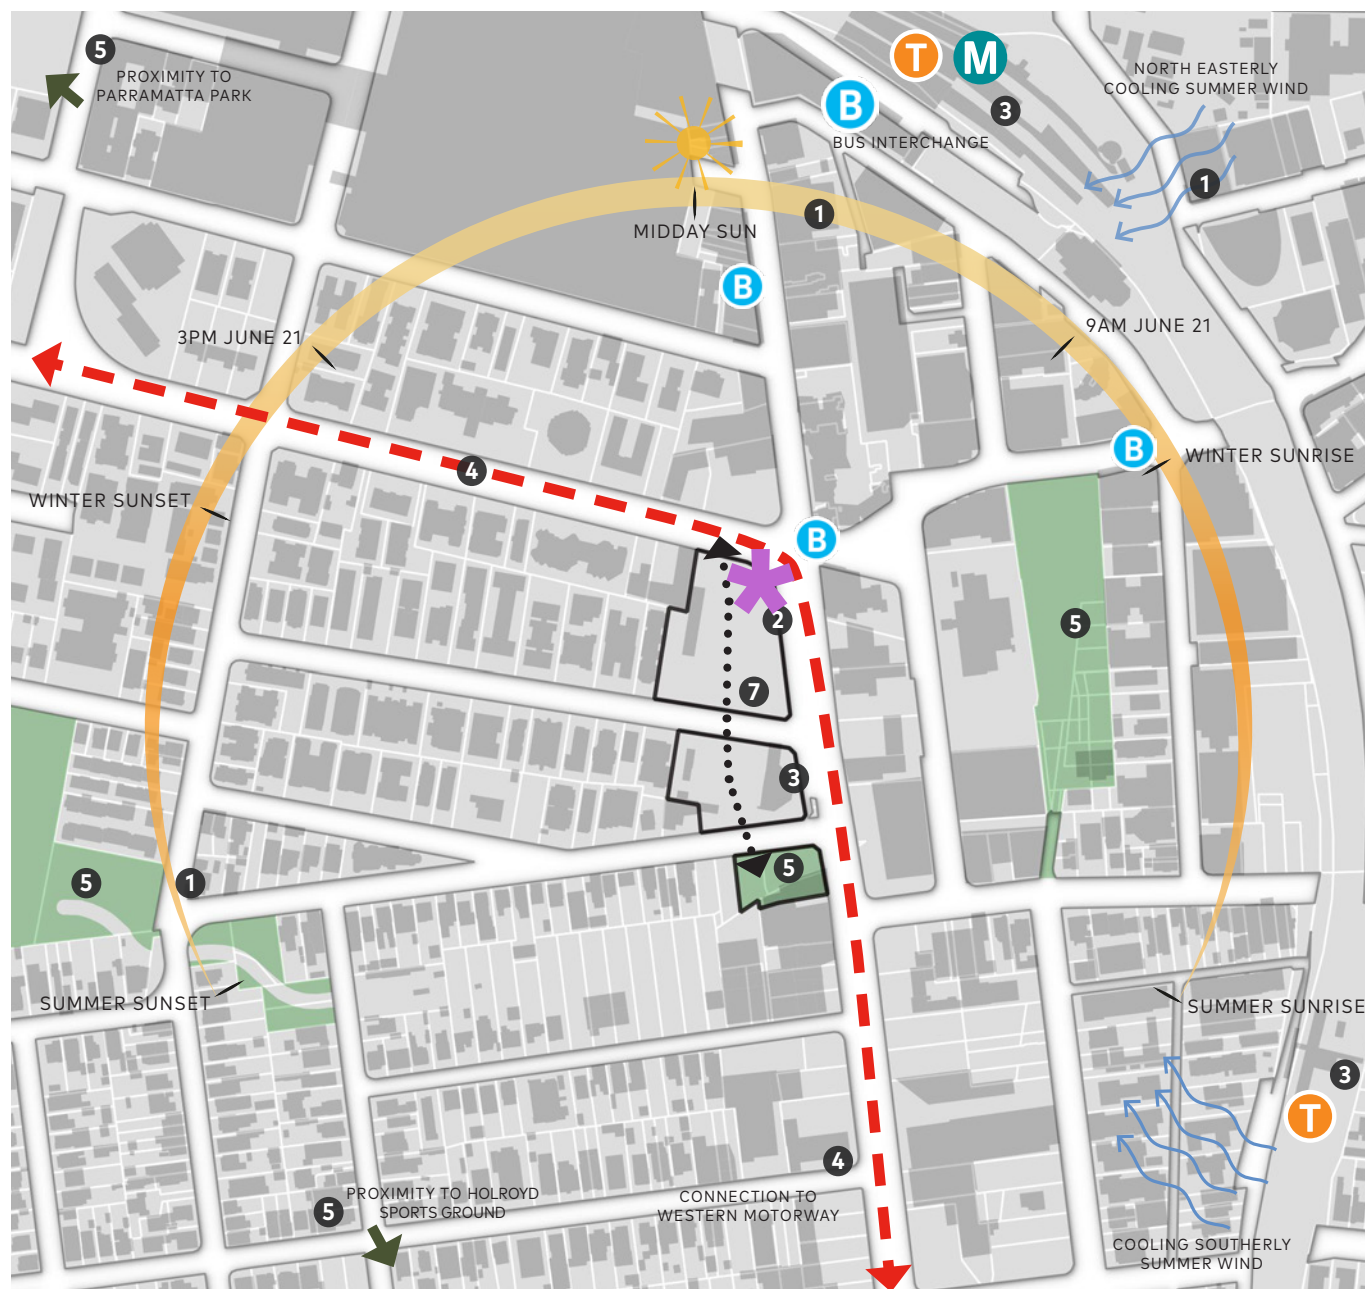 5
PROXIMITY TO
PARRAMATTA PARK
T
M
B
3
BUS INTERCHANGE
NORTH EASTERLY
COOLING SUMMER WIND
1
1
MIDDAY SUN
B
3PM JUNE 21
9AM JUNE 21
4
B
WINTER SUNRISE
WINTER SUNSET
B
2
5
7
3
5
5
1
SUMMER SUNSET
SUMMER SUNRISE
3
T
4
5
PROXIMITY TO HOLROYD
SPORTS GROUND
CONNECTION TO
WESTERN MOTORWAY
COOLING SOUTHERLY
SUMMER WIND